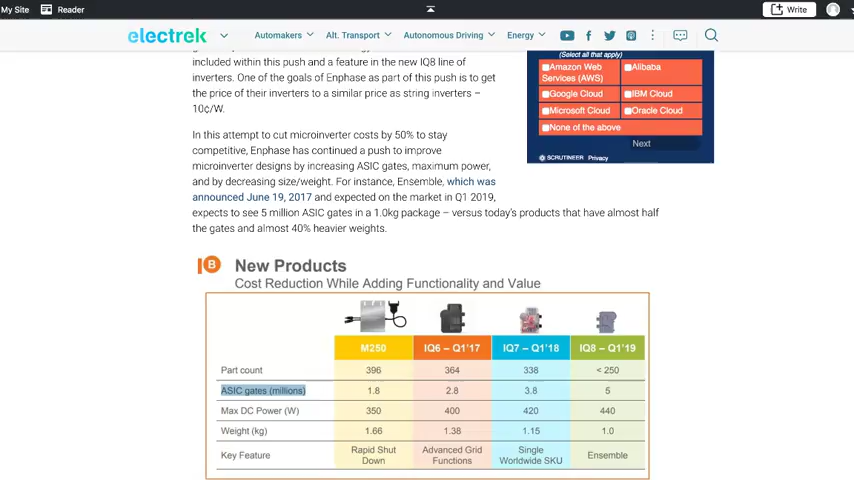 My Site
Reader
Write
electrek
Automakers
Alt. Transport
Autonomous Driving
Energy
included within this push and a feature in the new IQ8 line of
inverters. One of the goals of Enphase as part of this push is to get
the price of their inverters to a similar price as string inverters –
10¢/W.
In this attempt to cut microinverter costs by 50% to stay
competitive, Enphase has continued a push to improve
microinverter designs by increasing ASIC gates, maximum power,
and by decreasing size/weight. For instance, Ensemble, which was
announced June 19, 2017 and expected on the market in Q1 2019,
expects to see 5 million ASIC gates in a 1.0kg package – versus today's products that have almost half
the gates and almost 40% heavier weights.
(Select all that apply)
Amazon Web Services (AWS)
Alibaba
Google Cloud
IBM Cloud
Microsoft Cloud
Oracle Cloud
None of the above
Next
SCRUTINEER Privacy
B
New Products
Cost Reduction While Adding Functionality and Value
M250 IQ6 – Q1'17 IQ7 – Q1'18 IQ8 – Q1'19
Part count 396 364 338 < 250
ASIC gates (millions) 1.8 2.8 3.8 5
Max DC Power (W) 350 400 420 440
Weight (kg) 1.66 1.38 1.15 1.0
Key Feature Rapid Shut Down Advanced Grid Functions Single Worldwide SKU Ensemble